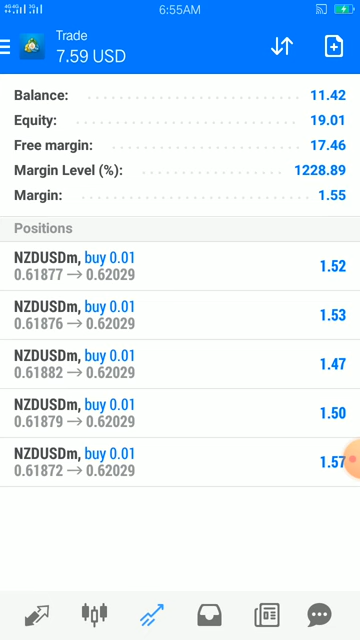 6:55AM
Trade
7.59 USD
Balance: 11.42
Equity: 19.01
Free margin: 17.46
Margin Level (%): 1228.89
Margin: 1.55
Positions
NZDUSDm, buy 0.01
0.61877 → 0.62029 1.52
NZDUSDm, buy 0.01
0.61876 → 0.62029 1.53
NZDUSDm, buy 0.01
0.61882 → 0.62029 1.47
NZDUSDm, buy 0.01
0.61879 → 0.62029 1.50
NZDUSDm, buy 0.01
0.61872 → 0.62029 1.57